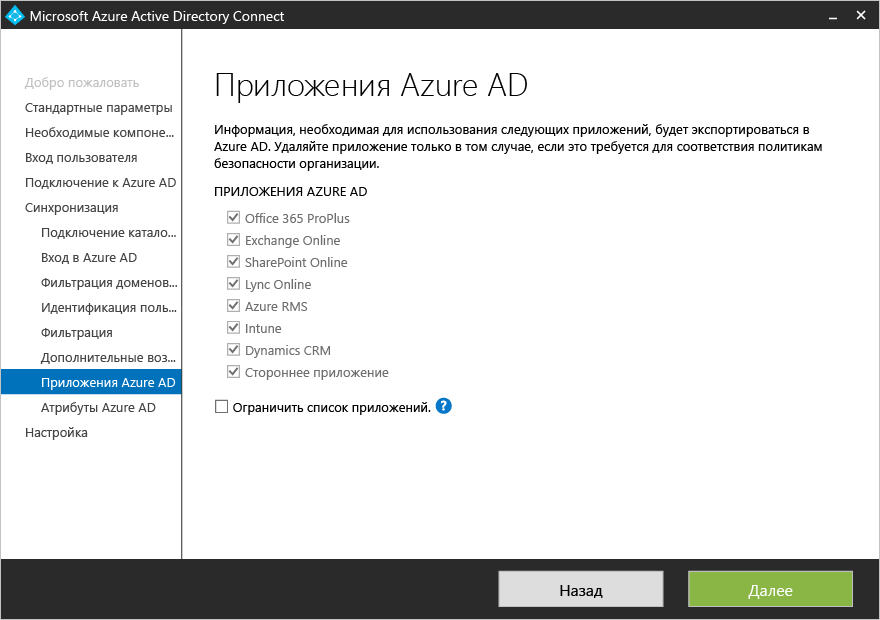 Microsoft Azure Active Directory Connect
Добро пожаловать
Стандартные параметры
Необходимые компоне...
Вход пользователя
Подключение к Azure AD
Синхронизация
Подключение катало...
Вход в Azure AD
Фильтрация доменов...
Идентификация поль...
Фильтрация
Дополнительные воз...
Приложения Azure AD
Атрибуты Azure AD
Настройка
Приложения Azure AD
Информация, необходимая для использования следующих приложений, будет экспортироваться в
Azure AD. Удаляйте приложение только в том случае, если это требуется для соответствия политикам
безопасности организации.
ПРИЛОЖЕНИЯ AZURE AD
Office 365 ProPlus
Exchange Online
SharePoint Online
Lync Online
Azure RMS
Intune
Dynamics CRM
Стороннее приложение
Ограничить список приложений. ?
Назад
Далее